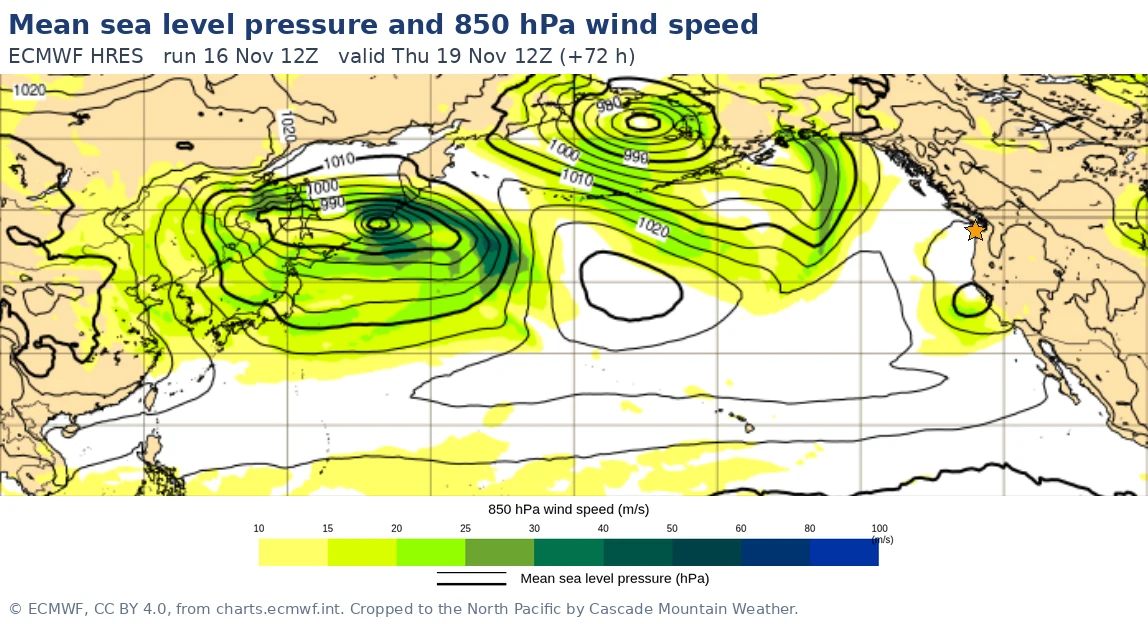 Mean sea level pressure and 850 hPa wind speed
ECMWF HRES run 16 Nov 12Z valid Thu 19 Nov 12Z (+72 h)
1020
1020
980
1010
1000
990
1000
990
1010
1020
850 hPa wind speed (m/s)
10 15 20 25 30 40 50 60 80 100
(m/s)
Mean sea level pressure (hPa)
© ECMWF, CC BY 4.0, from charts.ecmwf.int. Cropped to the North Pacific by Cascade Mountain Weather.